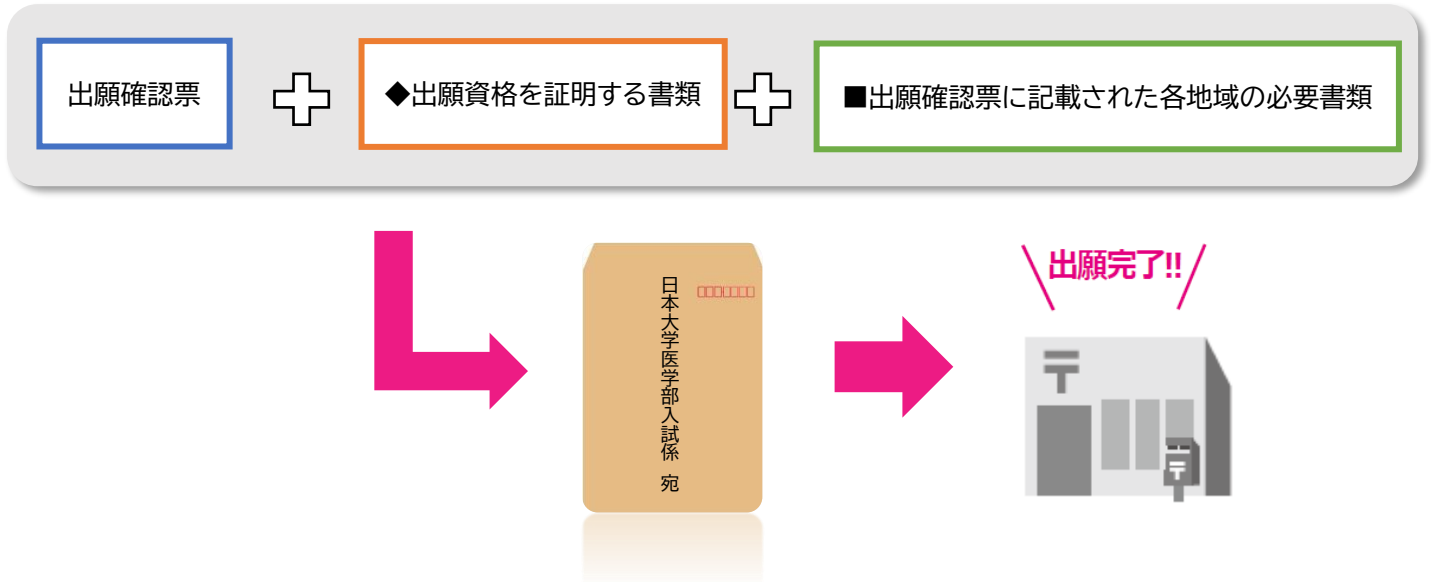 出願確認票
◆出願資格を証明する書類
■出願確認票に記載された各地域の必要書類
日本大学医学部入試係 宛
出願完了!!